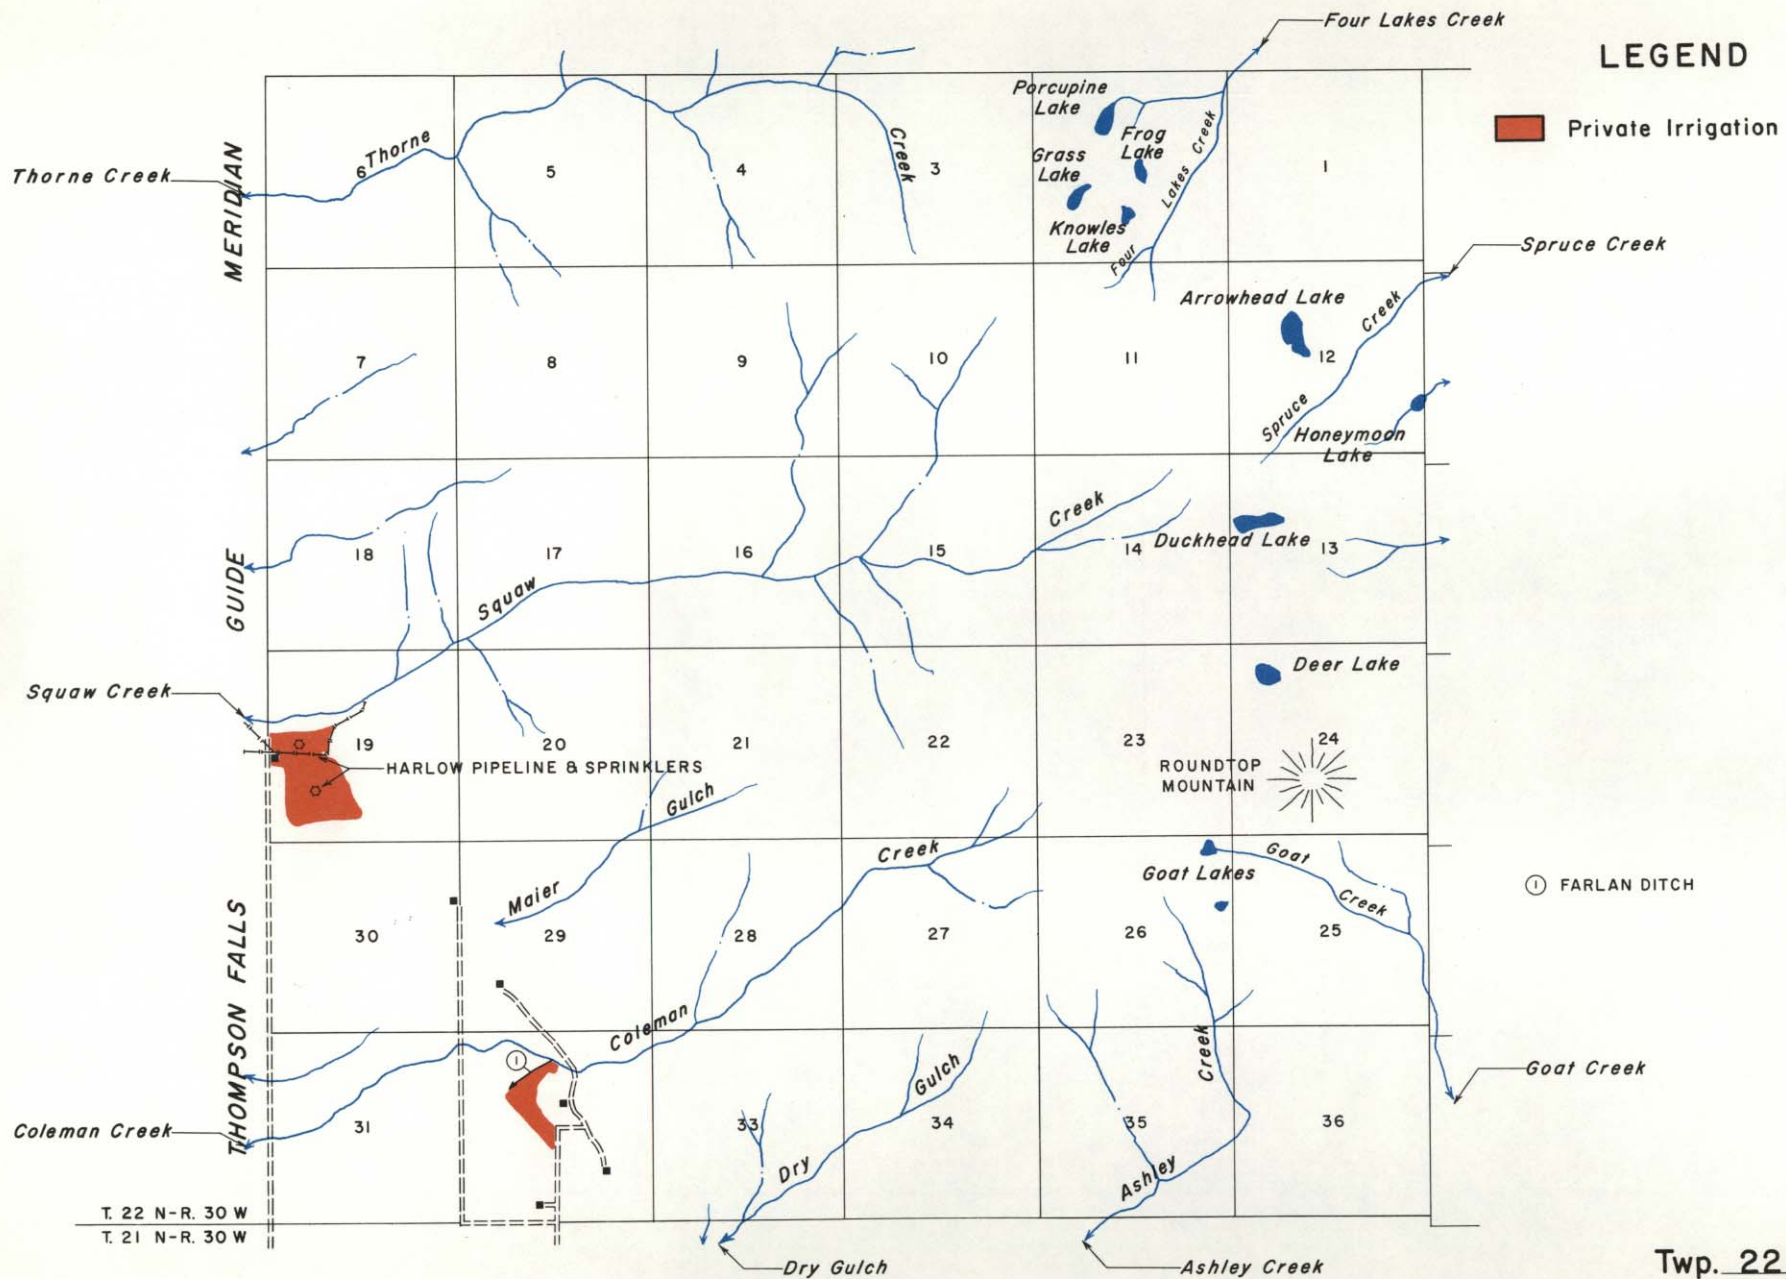 Four Lakes Creek
LEGEND
Private Irrigation
Porcupine
Lake
Frog
Lake
Grass
Lake
Knowles
Lake
Four
Lakes
Creek
Thorne Creek
Thorne
Creek
6
5
4
3
1
MERIDIAN
Spruce Creek
Arrowhead Lake
Creek
Spruce
7
8
9
10
11
12
Honeymoon
Lake
Creek
GUIDE
18
17
16
15
14
Duckhead Lake
13
Squaw
Squaw Creek
Deer Lake
19
20
21
22
23
24
HARLOW PIPELINE & SPRINKLERS
ROUNDTOP
MOUNTAIN
Gulch
Maier
Creek
Goat Lakes
Goat
Creek
1 FARLAN DITCH
THOMPSON FALLS
30
29
28
27
26
25
Coleman
1
Creek
Gulch
Goat Creek
Coleman Creek
31
33
34
35
36
Dry
Ashley
T. 22 N-R. 30 W
T. 21 N-R. 30 W
Dry Gulch
Ashley Creek
Twp. 22